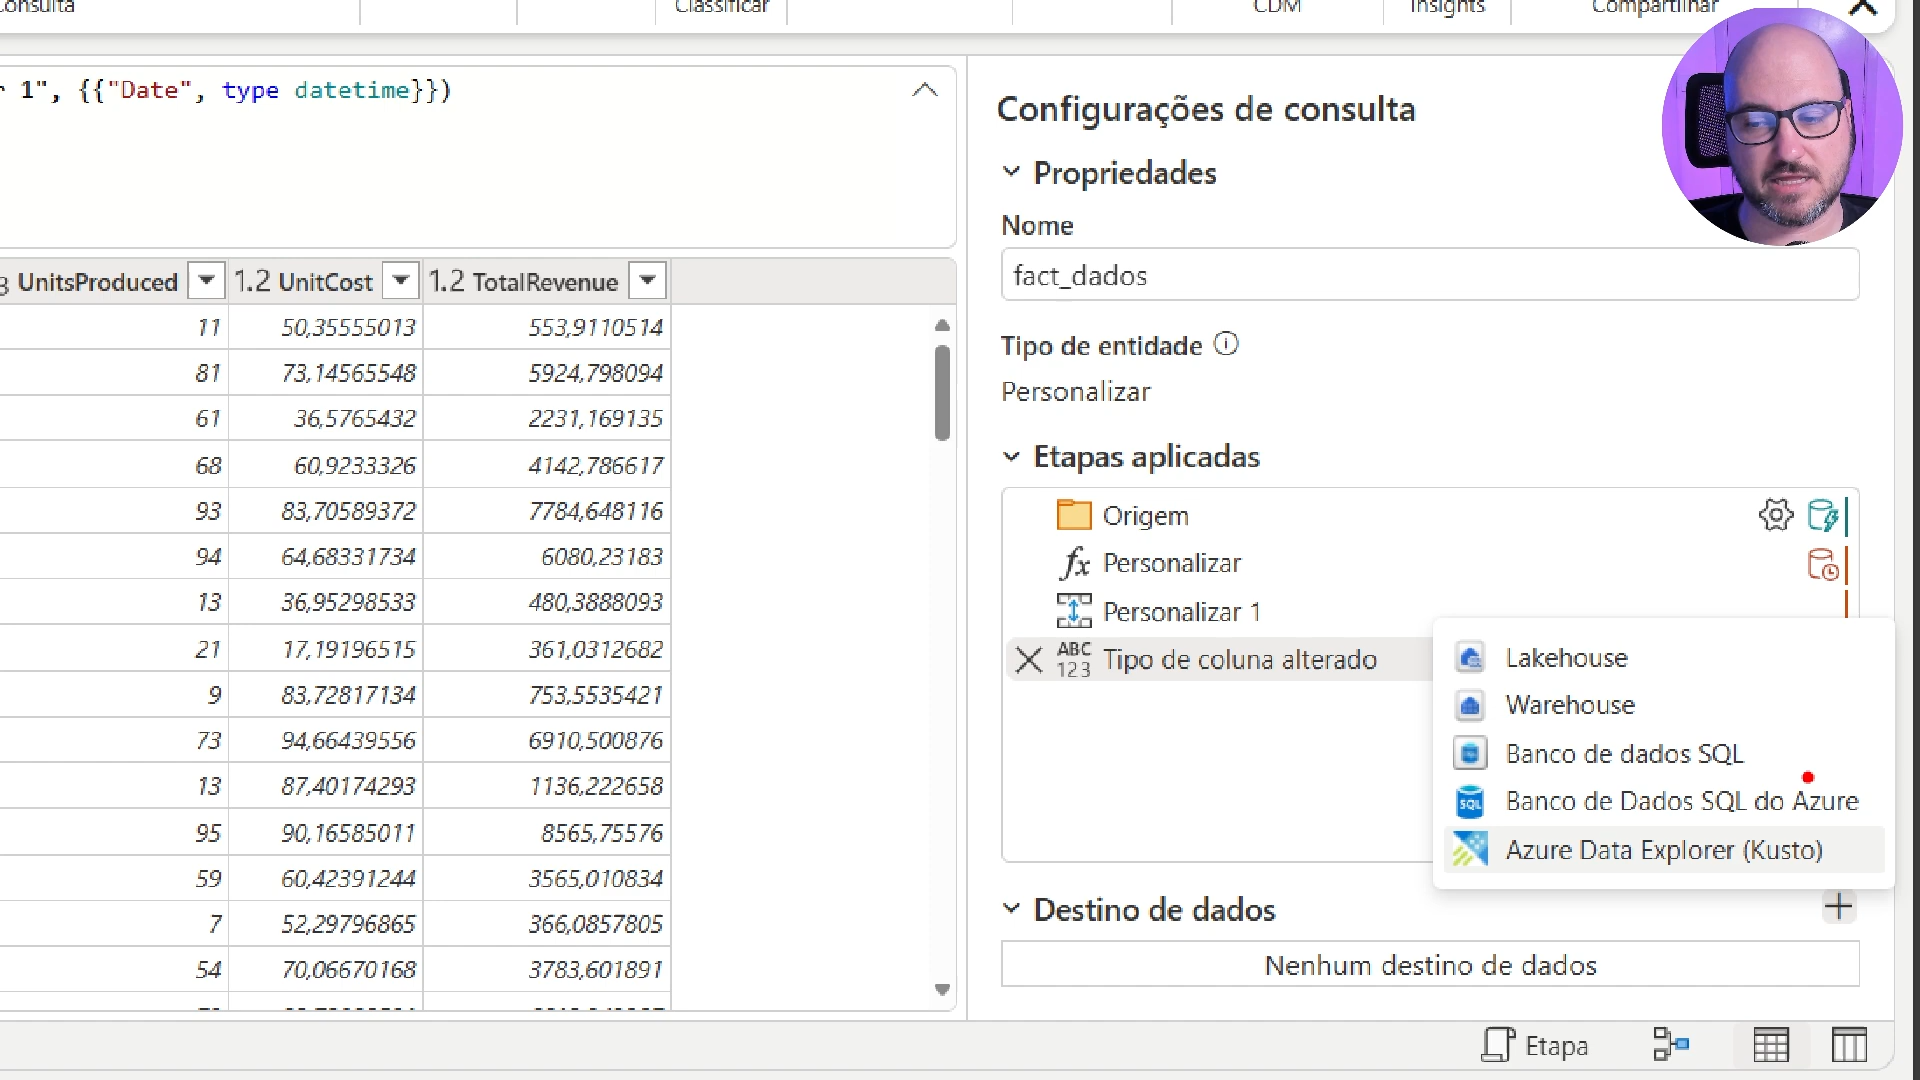 Consulta
Classificar
CDM
Insights
Compartilhar
r 1", {{"Date", type datetime}})
Configurações de consulta
Propriedades
Nome
fact_dados
Tipo de entidade
Personalizar
Etapas aplicadas
Origem
fx Personalizar
Personalizar 1
ABC 123 Tipo de coluna alterado
Lakehouse
Warehouse
Banco de dados SQL
SQL Banco de Dados SQL do Azure
Azure Data Explorer (Kusto)
Destino de dados
Nenhum destino de dados
3 UnitsProduced 1.2 UnitCost 1.2 TotalRevenue
11 50,35555013 553,9110514
81 73,14565548 5924,798094
61 36,5765432 2231,169135
68 60,9233326 4142,786617
93 83,70589372 7784,648116
94 64,68331734 6080,23183
13 36,95298533 480,3888093
21 17,19196515 361,0312682
9 83,72817134 753,5535421
73 94,66439556 6910,500876
13 87,40174293 1136,222658
95 90,16585011 8565,75576
59 60,42391244 3565,010834
7 52,29796865 366,0857805
54 70,06670168 3783,601891
Etapa